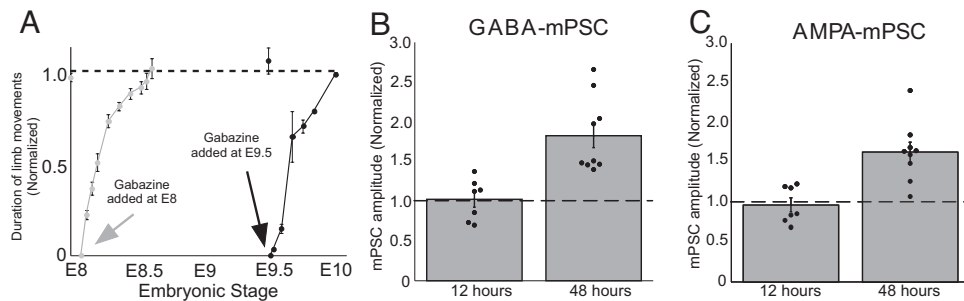 A
Duration of limb movements
(Normalized)
1.0
0.5
0
Gabazine
added at E8
Gabazine
added at E9.5
E8
E8.5
E9
E9.5
E10
Embryonic Stage
B
GABA-mPSC
mPSC amplitude (Normalized)
3.0
2.5
2.0
1.5
1.0
0.5
0
12 hours
48 hours
C
AMPA-mPSC
mPSC amplitude (Normalized)
3.0
2.5
2.0
1.5
1.0
0.5
0
12 hours
48 hours